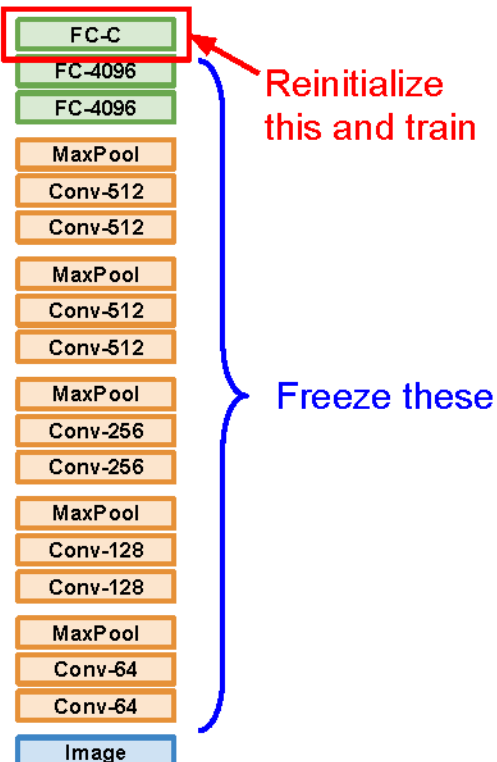 FC-C
FC-4096
FC-4096
MaxPool
Conv-512
Conv-512
MaxPool
Conv-512
Conv-512
MaxPool
Conv-256
Conv-256
MaxPool
Conv-128
Conv-128
MaxPool
Conv-64
Conv-64
Image
Reinitialize
this and train
Freeze these